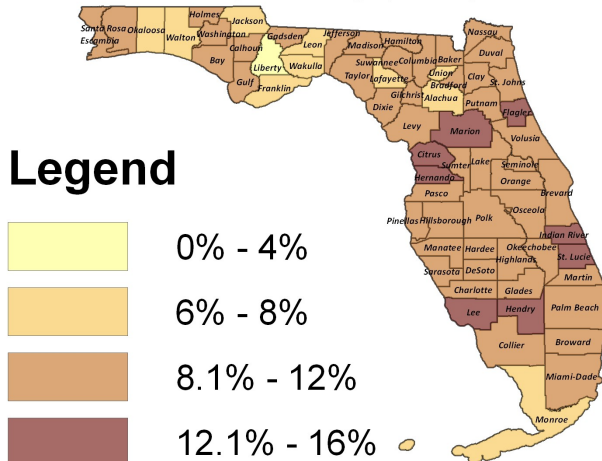 Holmes
Jackson
Santa Rosa
Okaloosa
Escambia
Walton
Washington
Calhoun
Bay
Gulf
Gadsden
Liberty
Leon
Wakulla
Franklin
Jefferson
Madison
Taylor
Hamilton
Suwannee
Lafayette
Columbia
Baker
Union
Bradford
Gilchrist
Alachua
Dixie
Levy
Nassau
Duval
Clay
St. Johns
Putnam
Flagler
Marion
Volusia
Citrus
Sumter
Lake
Seminole
Hernando
Orange
Brevard
Pasco
Osceola
Pinellas
Hillsborough
Polk
Indian River
Manatee
Hardee
Okeechobee
Highlands
St. Lucie
Sarasota
DeSoto
Martin
Charlotte
Glades
Lee
Hendry
Palm Beach
Collier
Broward
Miami-Dade
Monroe
Legend
0% - 4%
6% - 8%
8.1% - 12%
12.1% - 16%